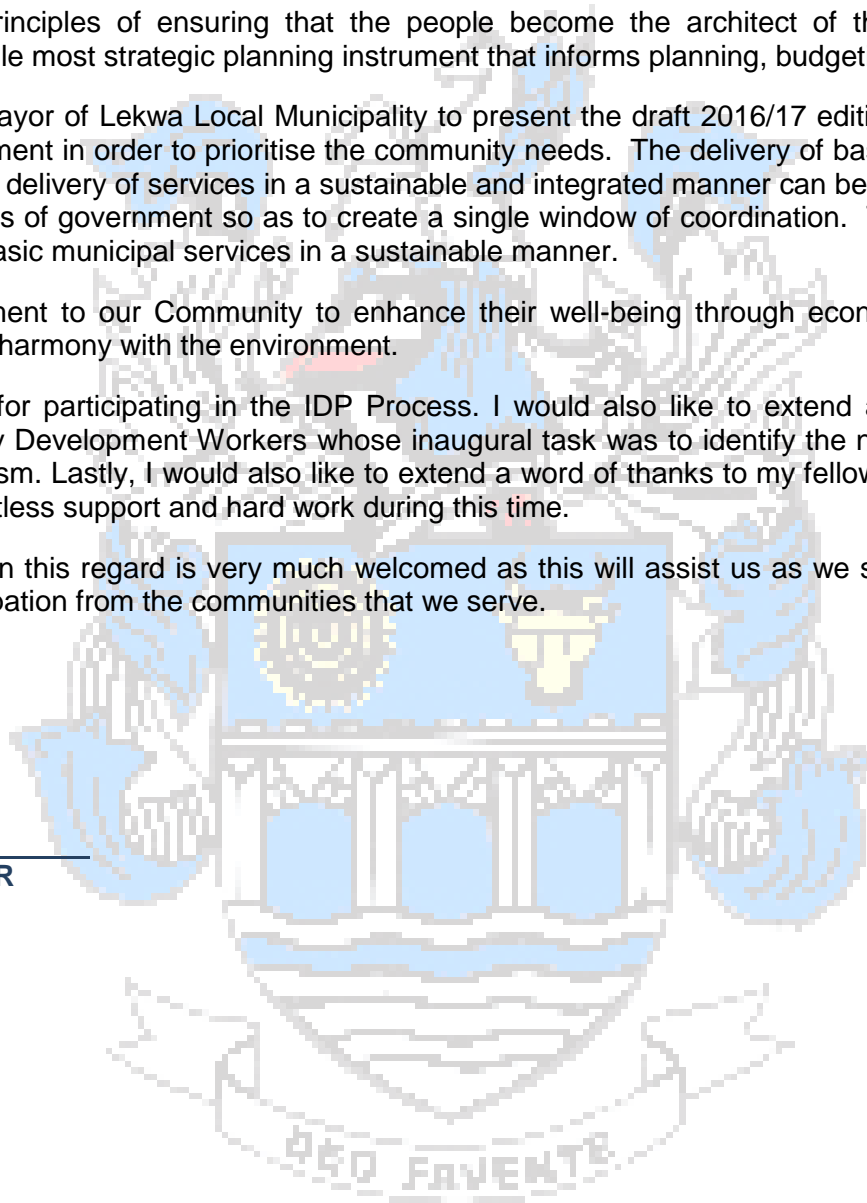 rinciples of ensuring that the people become the architect of th
le most strategic planning instrument that informs planning, budget
ayor of Lekwa Local Municipality to present the draft 2016/17 editi
ment in order to prioritise the community needs. The delivery of ba
delivery of services in a sustainable and integrated manner can be
s of government so as to create a single window of coordination.
asic municipal services in a sustainable manner.
nent to our Community to enhance their well-being through econ
harmony with the environment.
for participating in the IDP Process. I would also like to extend a
y Development Workers whose inaugural task was to identify the n
sm. Lastly, I would also like to extend a word of thanks to my fellow
tless support and hard work during this time.
n this regard is very much welcomed as this will assist us as we s
pation from the communities that we serve.
R
DEO FAVENTE